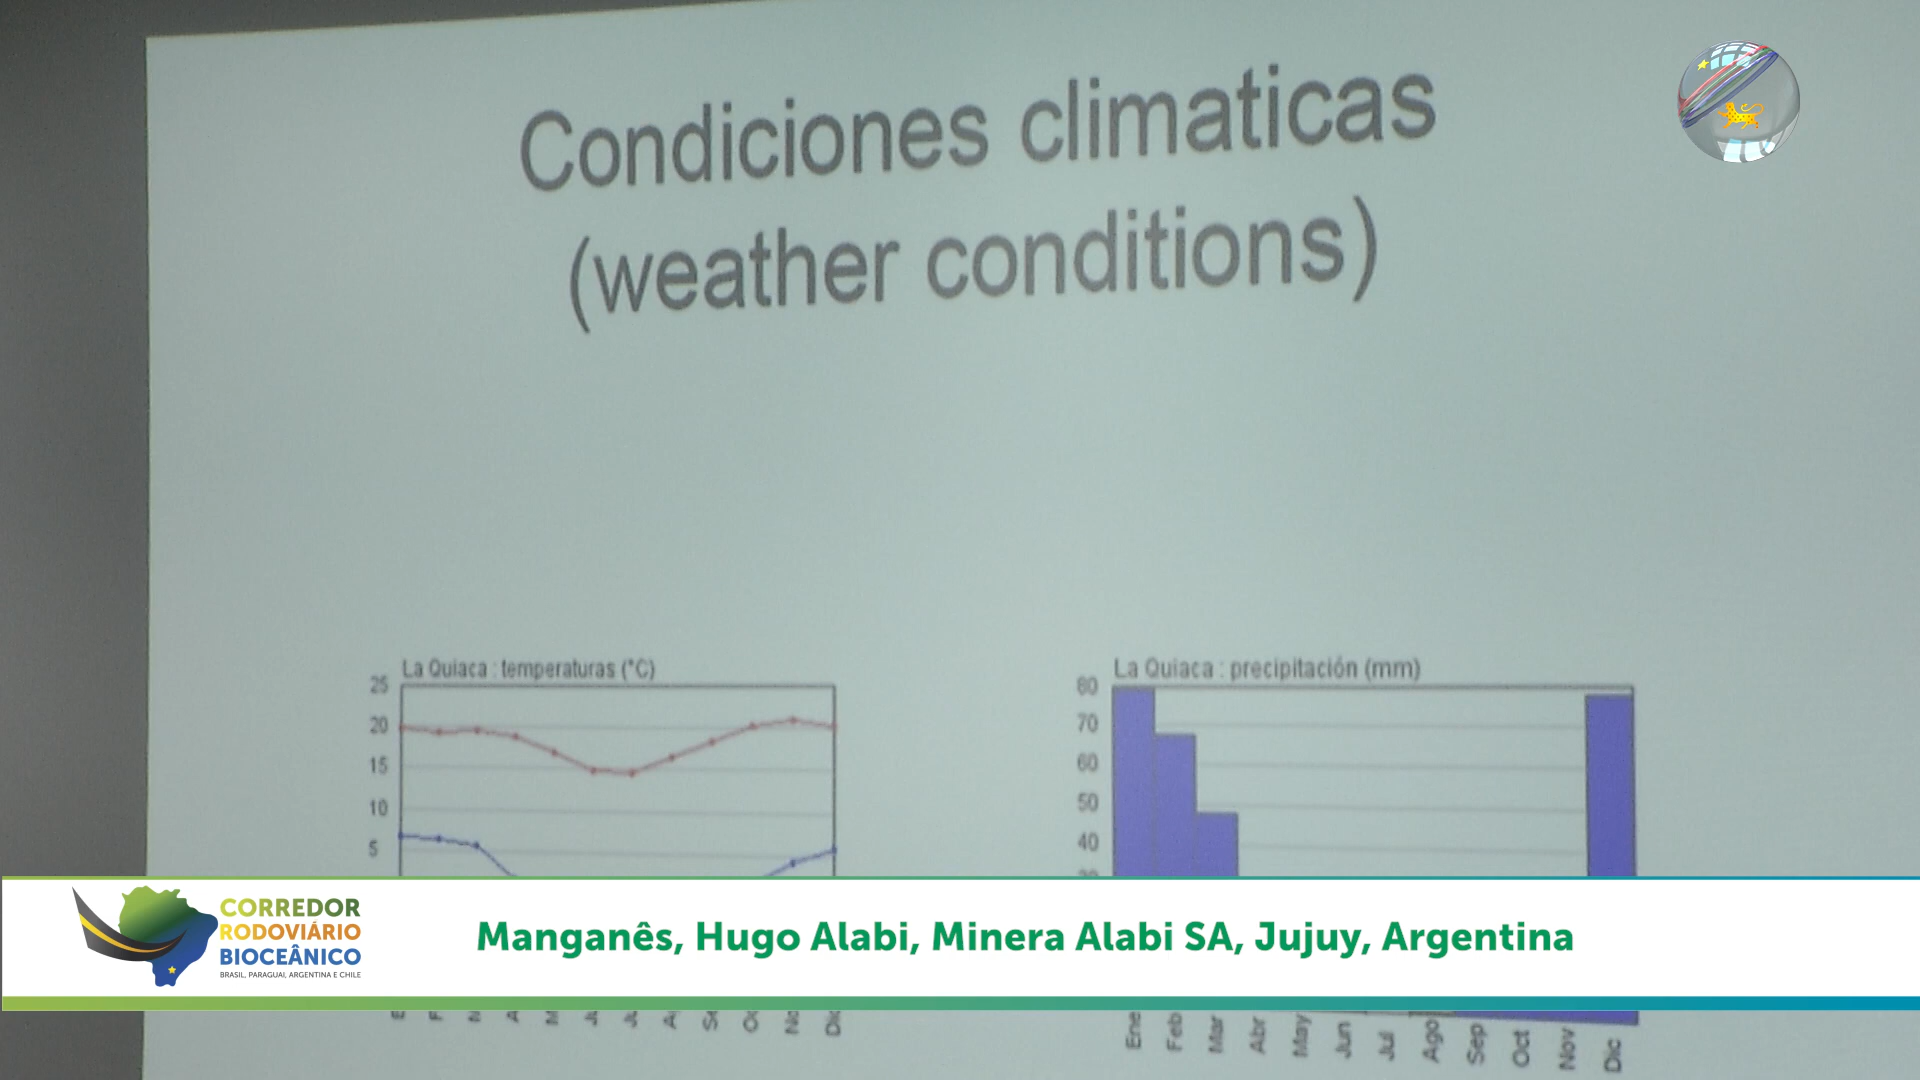 Condiciones climaticas
(weather conditions)
La Quiaca : temperaturas (°C)
25
20
15
10
5
La Quiaca : precipitación (mm)
80
70
60
50
40
Ene
Feb
Mar
Abr
May
Jun
Jul
Ago
Sep
Oct
Nov
Dic
CORREDOR
RODOVIÁRIO
BIOCEÂNICO
BRASIL, PARAGUAI, ARGENTINA E CHILE
Manganês, Hugo Alabi, Minera Alabi SA, Jujuy, Argentina